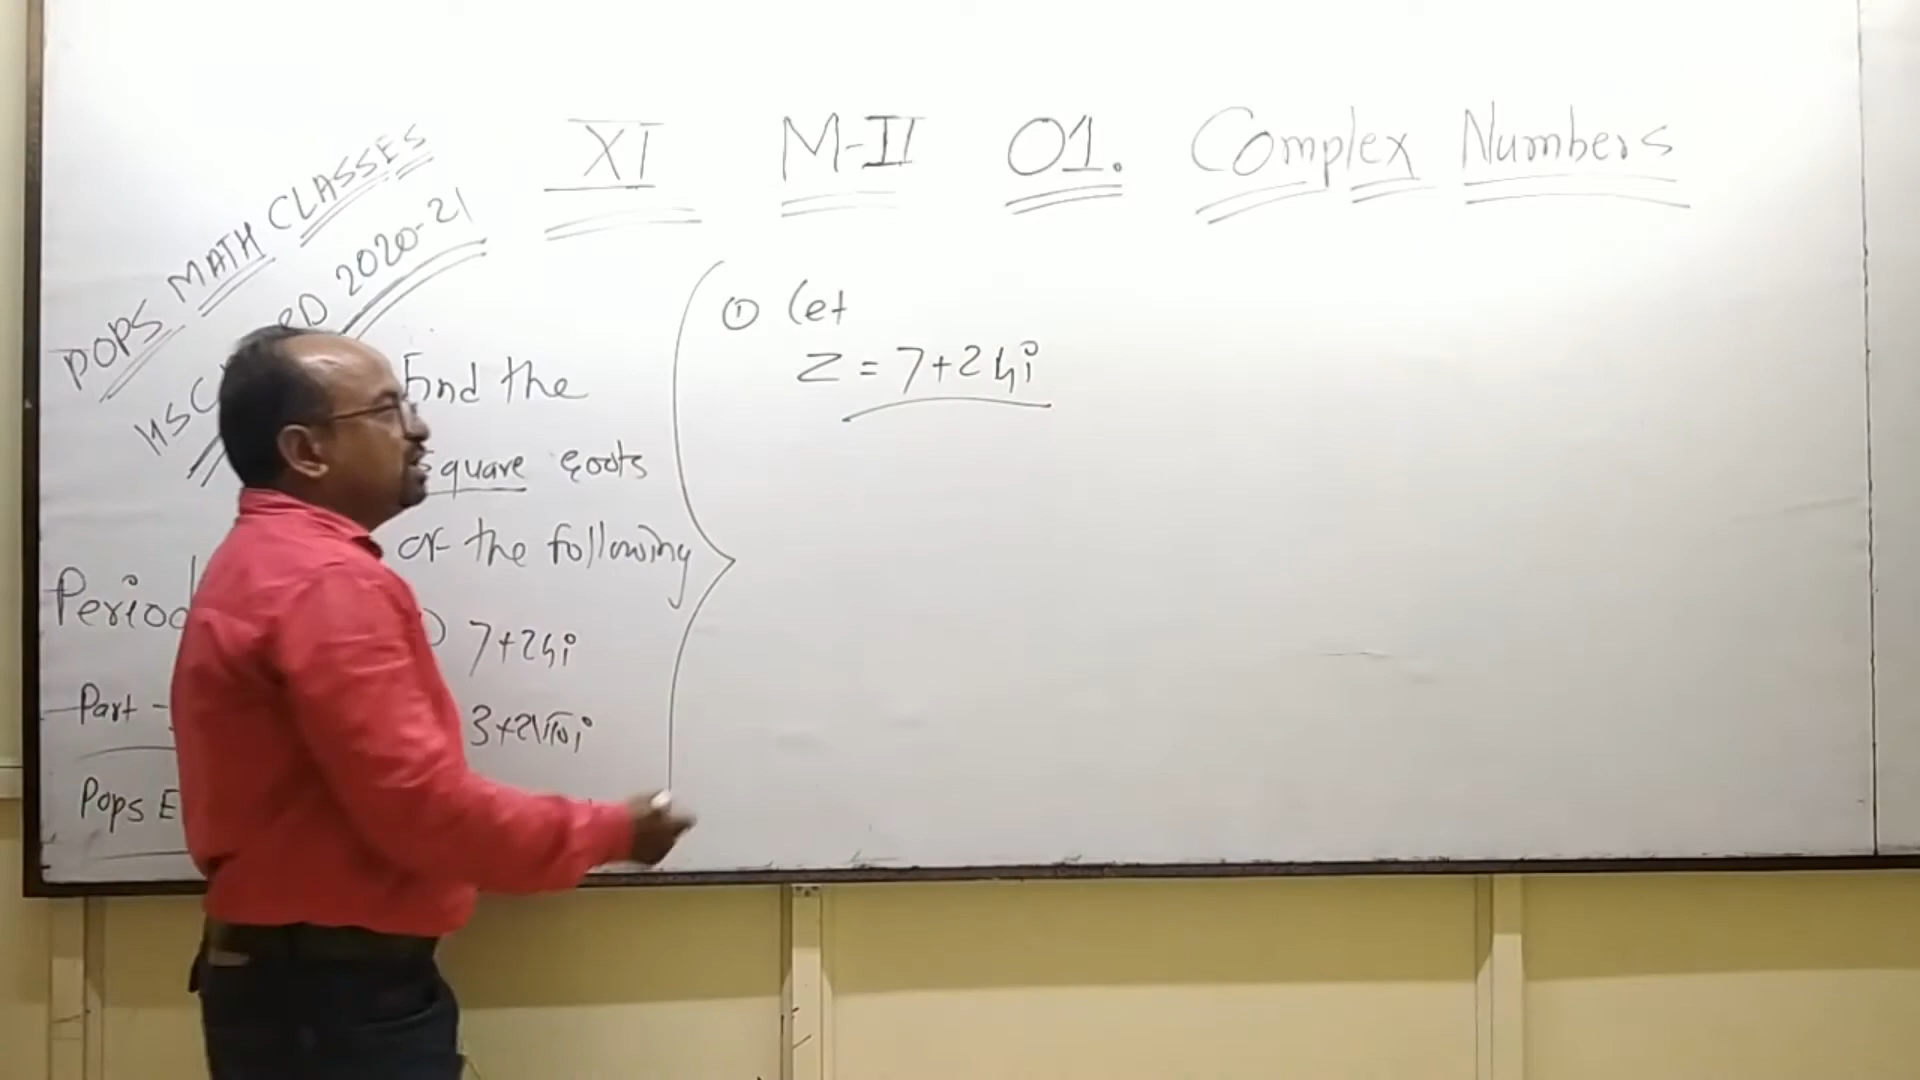 XI M-II 01. Complex Numbers
POPS MATH CLASSES
HSC 2020-21
Find the
square roots
of the following
7+24i
3+2√10i
Period
Part -
Pops E
① Let
Z = 7+24i